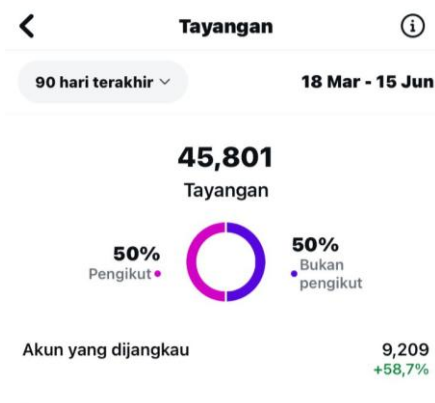 Tayangan
90 hari terakhir
18 Mar - 15 Jun
45,801
Tayangan
50%
Pengikut
50%
Bukan
pengikut
Akun yang dijangkau
9,209
+58,7%